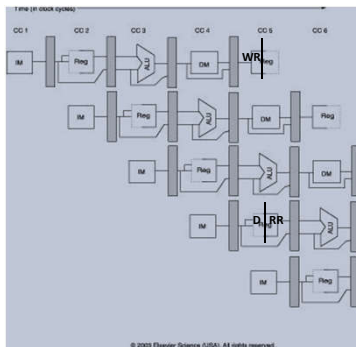 Time (in clock cycles)
CC 1 CC 2 CC 3 CC 4 CC 5 CC 6
IM Reg ALU DM WR Reg
IM Reg ALU DM Reg
IM Reg ALU DM
IM D Reg RR ALU
IM Reg
© 2003 Elsevier Science (USA). All rights reserved.